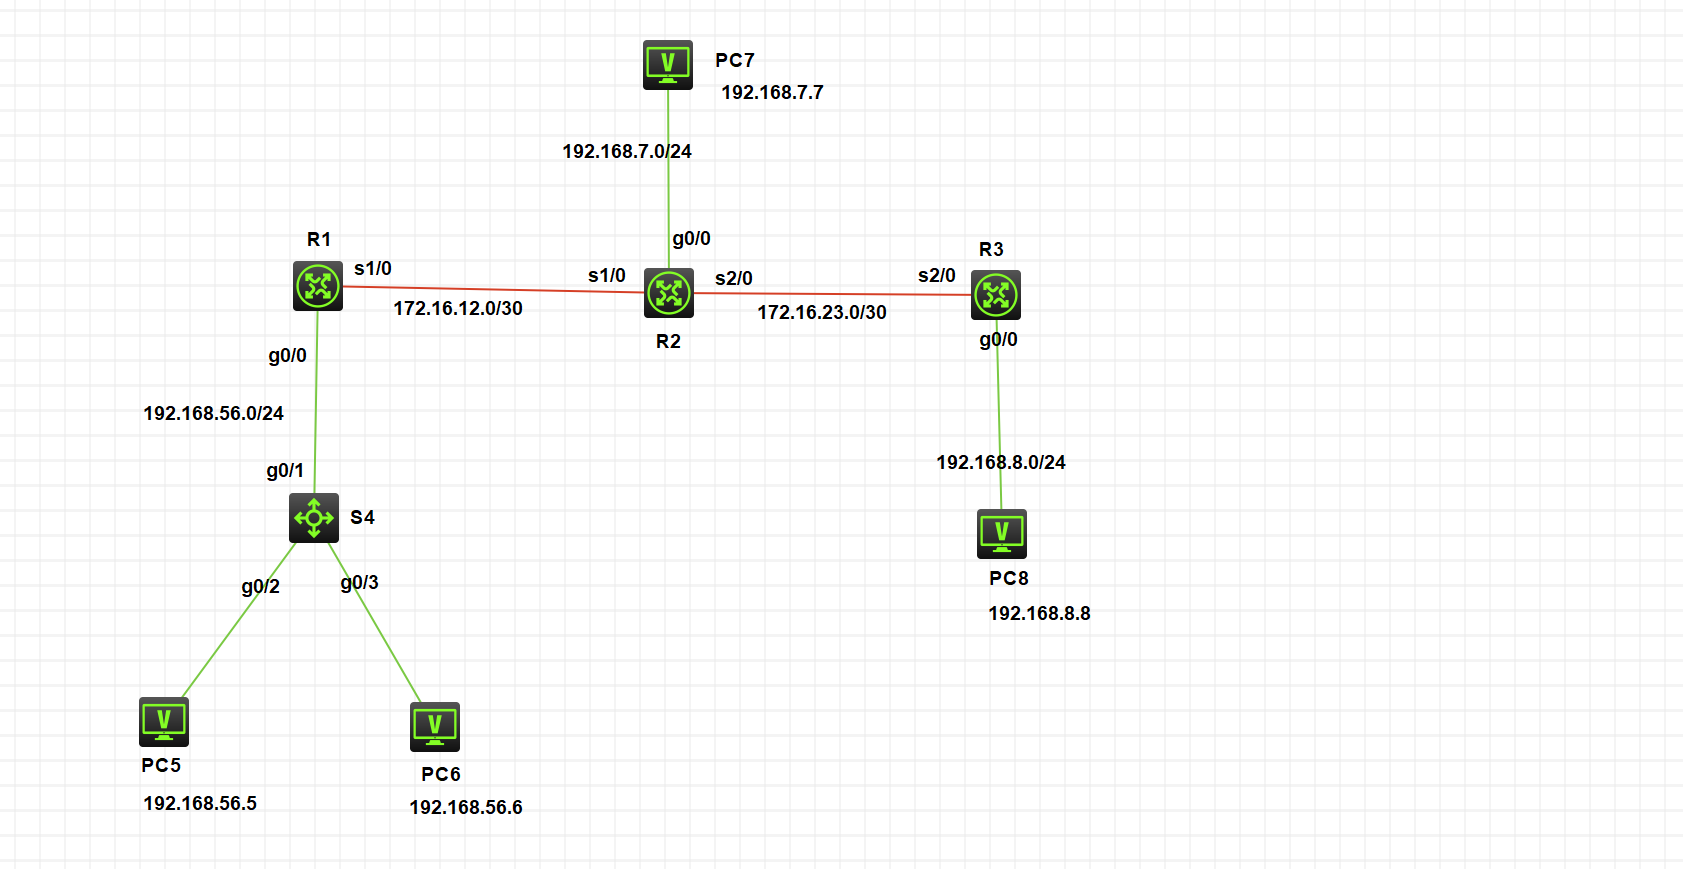 PC7
192.168.7.7
192.168.7.0/24
g0/0
R1
s1/0
172.16.12.0/30
s1/0
s2/0
R2
172.16.23.0/30
s2/0
R3
g0/0
g0/0
192.168.56.0/24
g0/1
S4
g0/2
g0/3
192.168.8.0/24
PC8
192.168.8.8
PC5
192.168.56.5
PC6
192.168.56.6
V
V
V
V